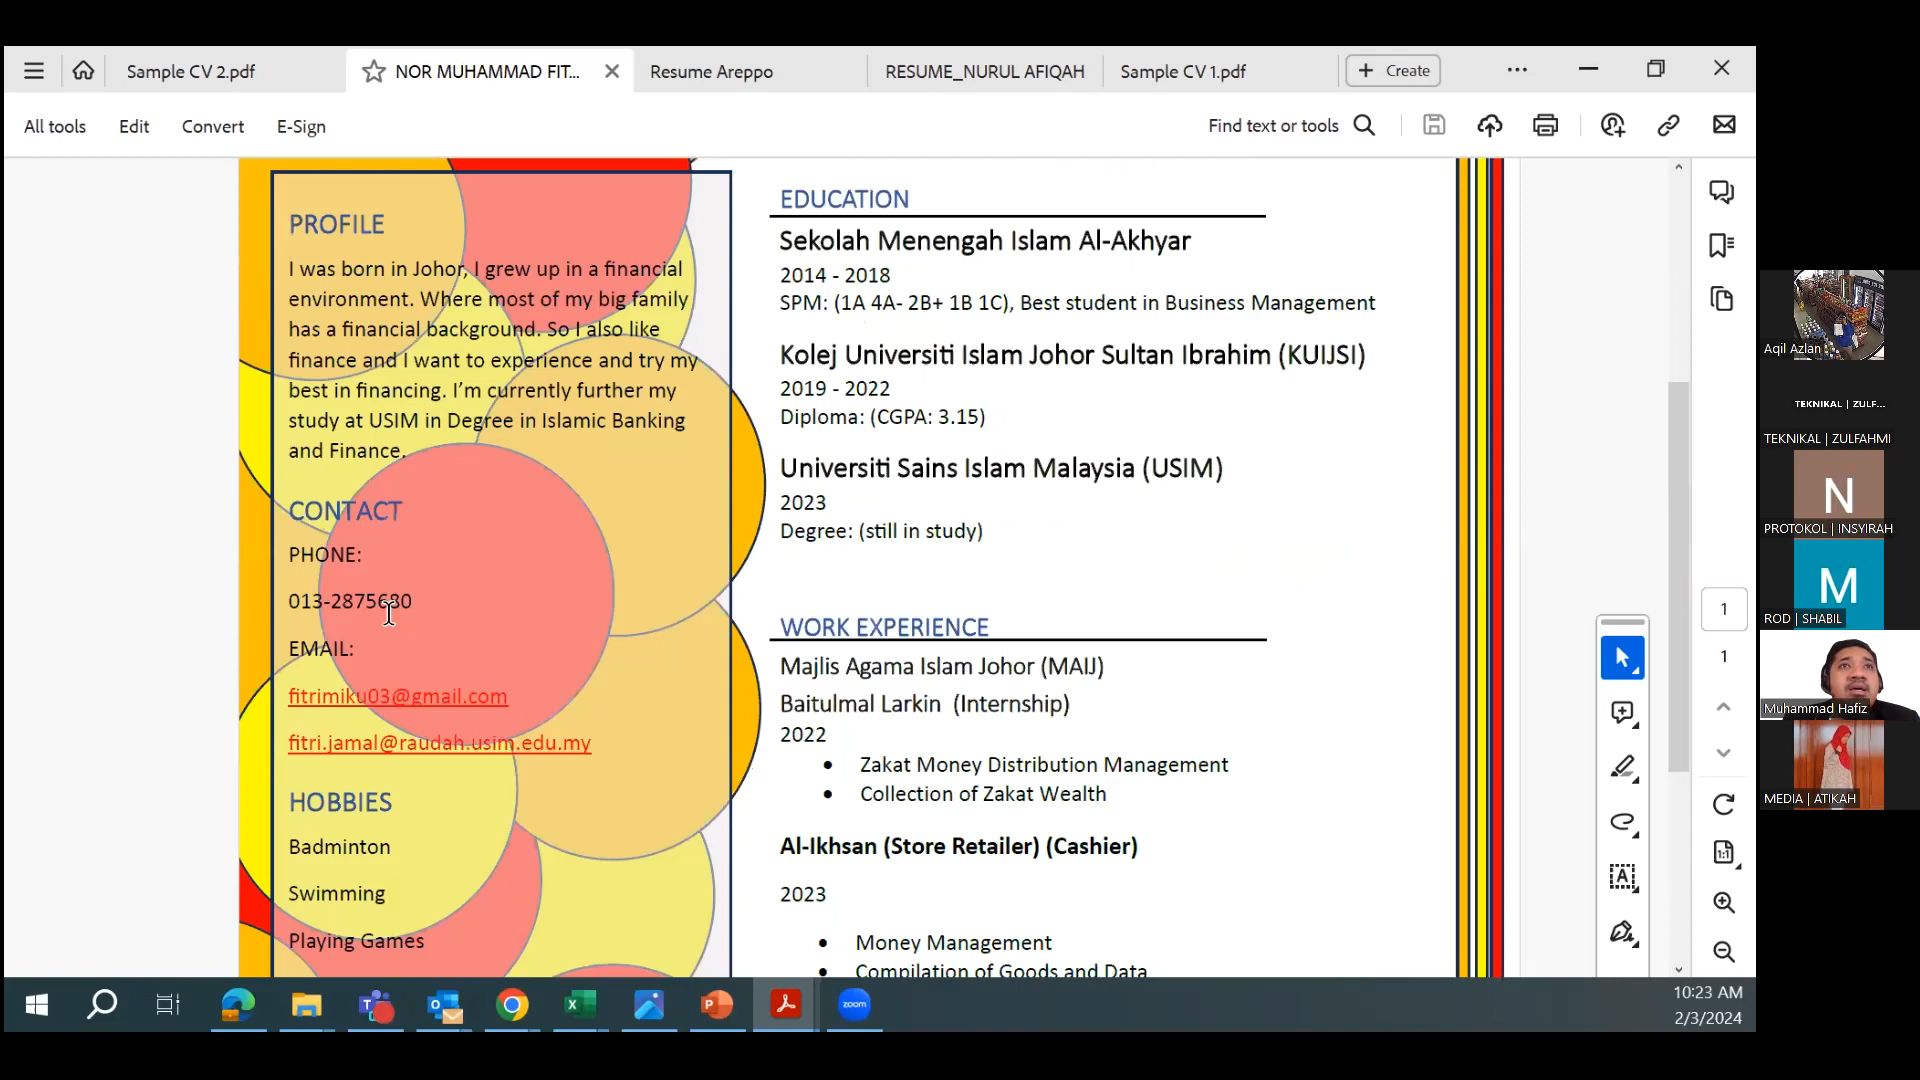 Sample CV 2.pdf
NOR MUHAMMAD FIT...
Resume Areppo
RESUME_NURUL AFIQAH
Sample CV 1.pdf
Create
All tools
Edit
Convert
E-Sign
Find text or tools
PROFILE
I was born in Johor, I grew up in a financial
environment. Where most of my big family
has a financial background. So I also like
finance and I want to experience and try my
best in financing. I'm currently further my
study at USIM in Degree in Islamic Banking
and Finance.
CONTACT
PHONE:
013-2875680
EMAIL:
fitrimiku03@gmail.com
fitri.jamal@raudah.usim.edu.my
HOBBIES
Badminton
Swimming
Playing Games
EDUCATION
Sekolah Menengah Islam Al-Akhyar
2014 - 2018
SPM: (1A 4A- 2B+ 1B 1C), Best student in Business Management
Kolej Universiti Islam Johor Sultan Ibrahim (KUIJSI)
2019 - 2022
Diploma: (CGPA: 3.15)
Universiti Sains Islam Malaysia (USIM)
2023
Degree: (still in study)
WORK EXPERIENCE
Majlis Agama Islam Johor (MAIJ)
Baitulmal Larkin (Internship)
2022
• Zakat Money Distribution Management
• Collection of Zakat Wealth
Al-Ikhsan (Store Retailer) (Cashier)
2023
• Money Management
• Compilation of Goods and Data
1
1
1:1
A
zoom
10:23 AM
2/3/2024
Aqil Azlan
TEKNIKAL | ZULF...
TEKNIKAL | ZULFAHMI
N
PROTOKOL | INSYIRAH
M
ROD | SHABIL
Muhammad Hafiz
MEDIA | ATIKAH